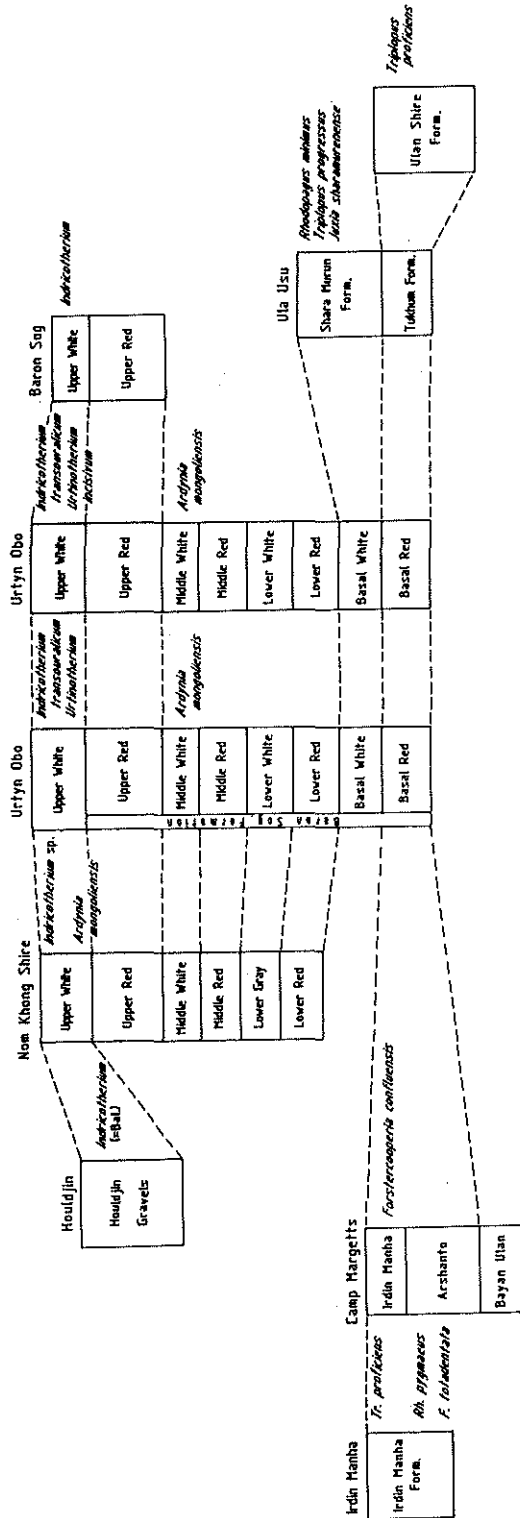 Irdin Manha
Irdin Manha
Form.
Tr. proficiens
Rh. pygmaeus
F. totadentata
Camp Margetts
Irdin Manha
Arshanto
Bayan Ulan
Forstercooperia confluensis
Houldjin
Houldjin
Gravels
Indricotherium
(=Bal.)
Nom Khong Shire
Upper White
Upper Red
Middle White
Middle Red
Lower Gray
Lower Red
Indricotherium sp.
Ardynia
mongoliensis
Urtyn Obo
Upper White
Upper Red
Middle White
Middle Red
Lower White
Lower Red
Basal White
Basal Red
Indricotherium
transouralicum
Urtinotherium
Ardynia
mongoliensis
Urtyn Obo
Upper White
Upper Red
Middle White
Middle Red
Lower White
Lower Red
Basal White
Basal Red
Indricotherium
transouralicum
Urtinotherium
incisivum
Ardynia
mongoliensis
Baron Sog
Upper White
Upper Red
Indricotherium
Ula Usu
Shara Murun
Form.
Tukhum Form.
Rhodopagus minimus
Triplopus progressus
Juxia sharamurenense
Ulan Shire
Form.
Triplopus
proficiens